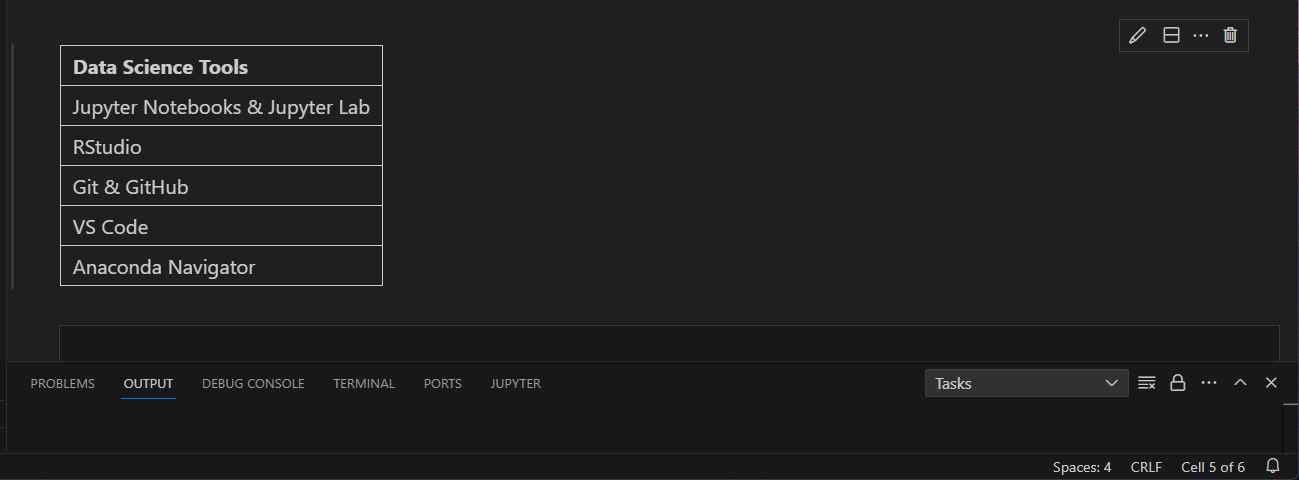 Data Science Tools
Jupyter Notebooks & Jupyter Lab
RStudio
Git & GitHub
VS Code
Anaconda Navigator
PROBLEMS OUTPUT DEBUG CONSOLE TERMINAL PORTS JUPYTER Tasks
Spaces: 4 CRLF Cell 5 of 6